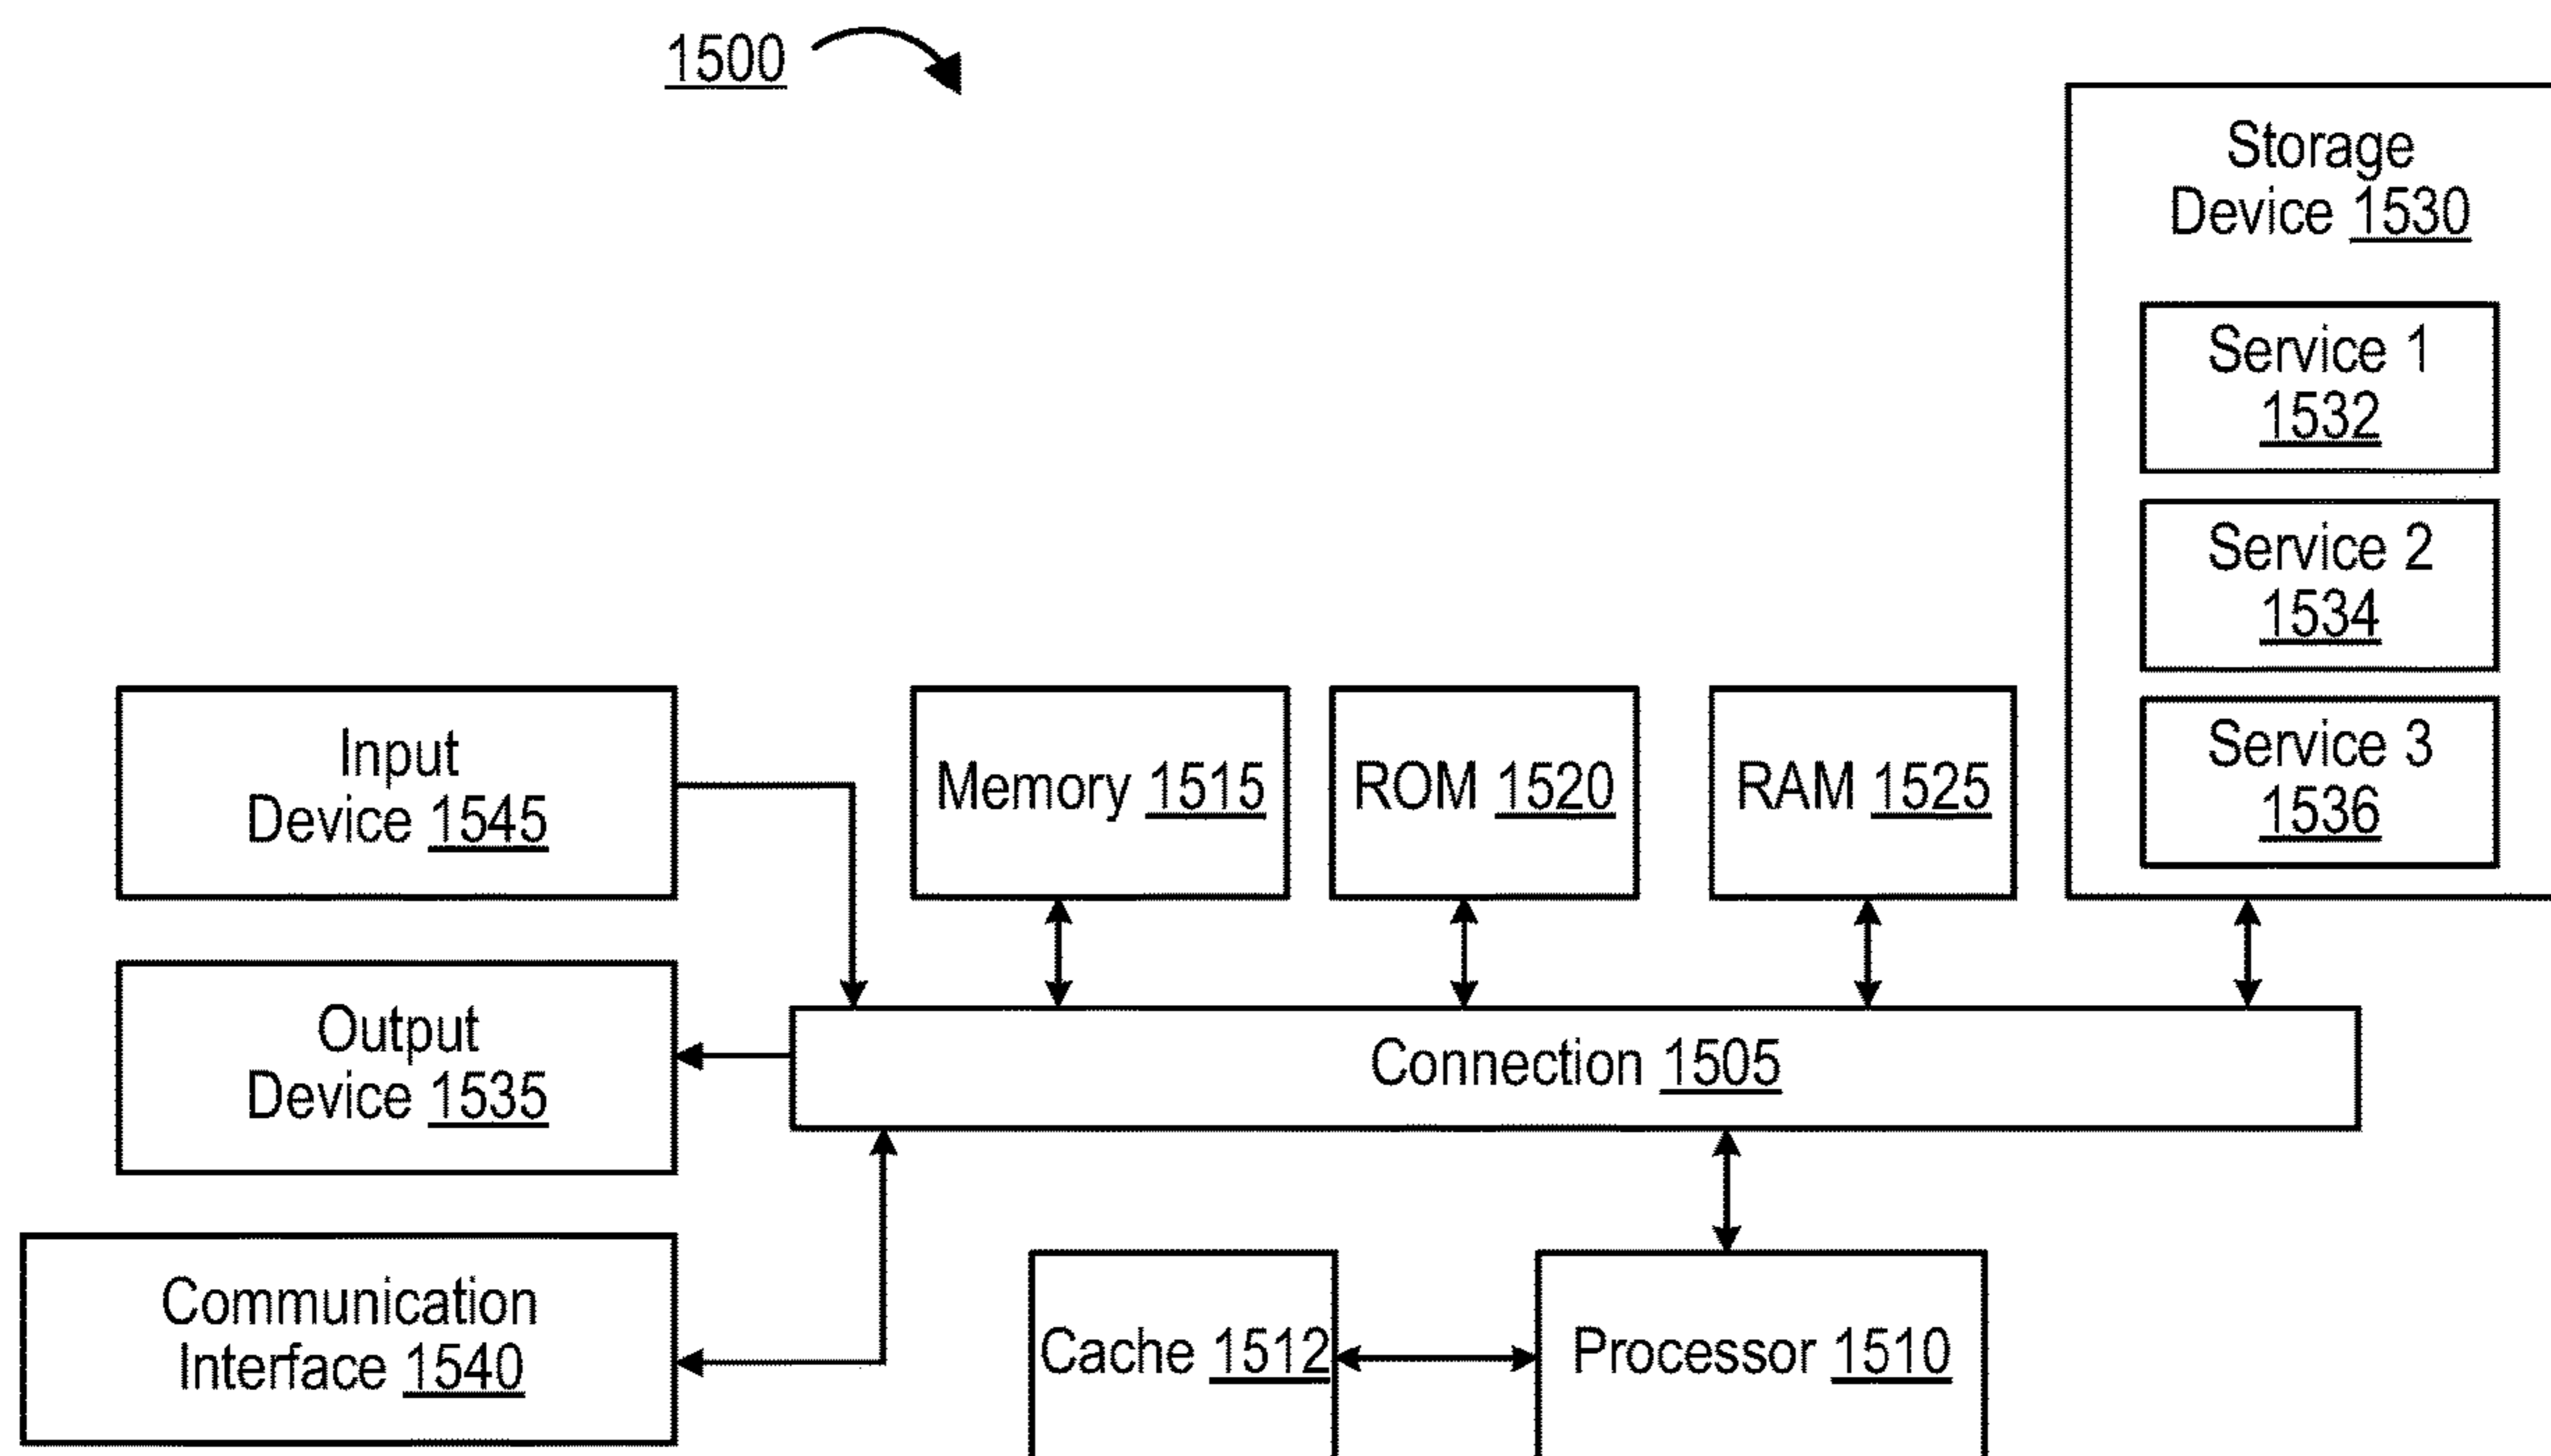 1500
Storage
Device 1530
Service 1
1532
Service 2
1534
Service 3
1536
Input
Device 1545
Memory 1515
ROM 1520
RAM 1525
Output
Device 1535
Connection 1505
Communication
Interface 1540
Cache 1512
Processor 1510